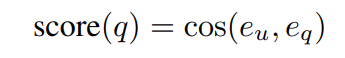 score(q) = cos(e_u, e_q)